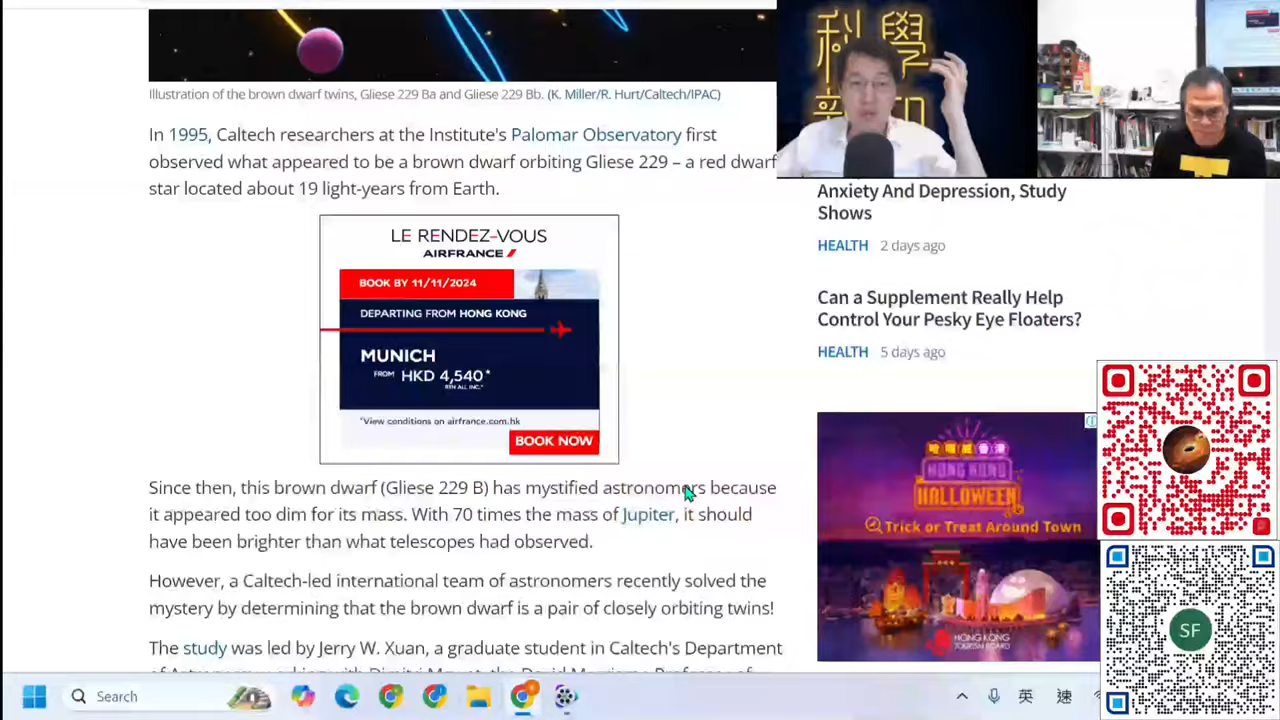 Illustration of the brown dwarf twins, Gliese 229 Ba and Gliese 229 Bb. (K. Miller/R. Hurt/Caltech/IPAC)
In 1995, Caltech researchers at the Institute's Palomar Observatory first
observed what appeared to be a brown dwarf orbiting Gliese 229 – a red dwarf
star located about 19 light-years from Earth.
LE RENDEZ-VOUS
AIRFRANCE
BOOK BY 11/11/2024
DEPARTING FROM HONG KONG
MUNICH
FROM HKD 4,540*
RTN ALL INC.*
*View conditions on airfrance.com.hk
BOOK NOW
Since then, this brown dwarf (Gliese 229 B) has mystified astronomers because
it appeared too dim for its mass. With 70 times the mass of Jupiter, it should
have been brighter than what telescopes had observed.
However, a Caltech-led international team of astronomers recently solved the
mystery by determining that the brown dwarf is a pair of closely orbiting twins!
The study was led by Jerry W. Xuan, a graduate student in Caltech's Department
科學
Anxiety And Depression, Study
Shows
HEALTH 2 days ago
Can a Supplement Really Help
Control Your Pesky Eye Floaters?
HEALTH 5 days ago
HONG KONG
HALLOWEEN
Trick or Treat Around Town
HONG KONG
TOURISM BOARD
SF
Search
英
速